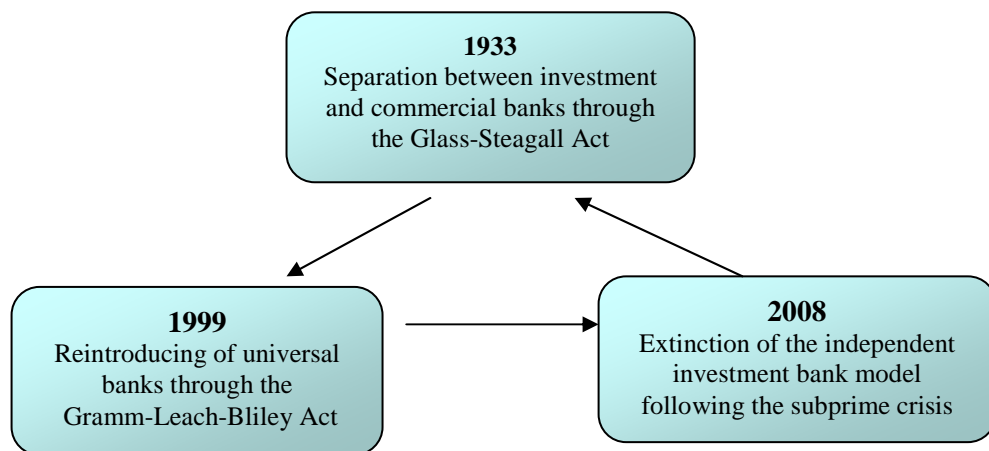 1933
Separation between investment
and commercial banks through
the Glass-Steagall Act
1999
Reintroducing of universal
banks through the
Gramm-Leach-Bliley Act
2008
Extinction of the independent
investment bank model
following the subprime crisis